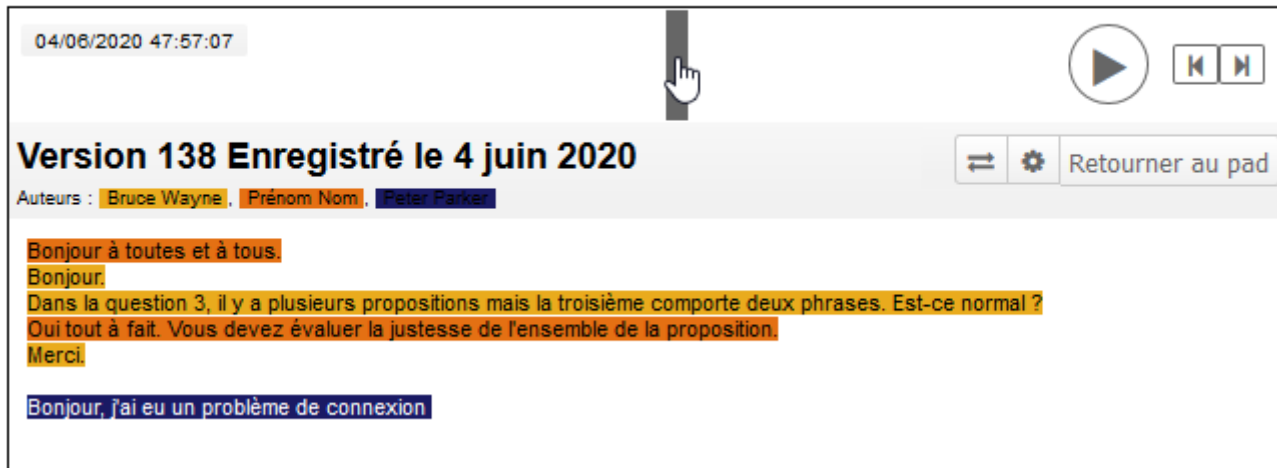 04/06/2020 47:57:07
Version 138 Enregistré le 4 juin 2020
Retourner au pad
Auteurs : Bruce Wayne , Prénom Nom , Peter Parker
Bonjour à toutes et à tous.
Bonjour.
Dans la question 3, il y a plusieurs propositions mais la troisième comporte deux phrases. Est-ce normal ?
Oui tout à fait. Vous devez évaluer la justesse de l'ensemble de la proposition.
Merci.
Bonjour, j'ai eu un problème de connexion